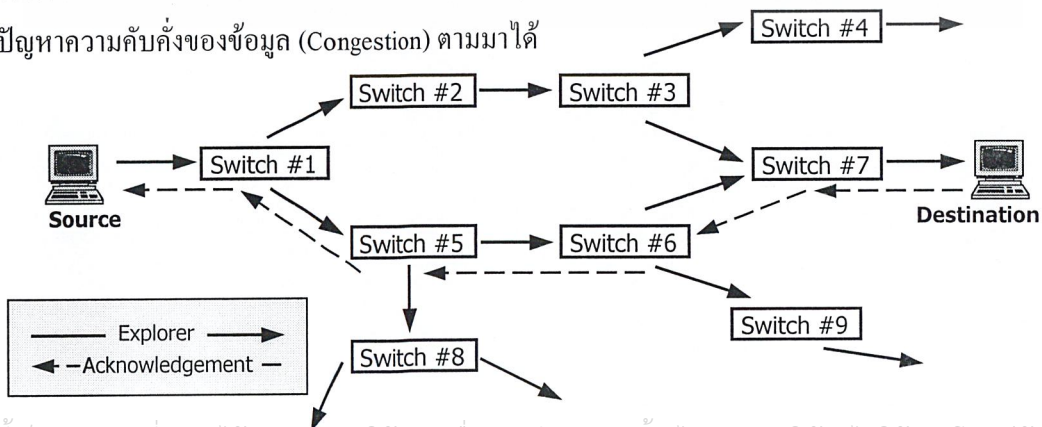 ปัญหาความคับคั่งของข้อมูล (Congestion) ตามมาได้
Switch #4
Switch #2
Switch #3
Switch #1
Switch #7
Source
Destination
Switch #5
Switch #6
Explorer
Acknowledgement
Switch #9
Switch #8